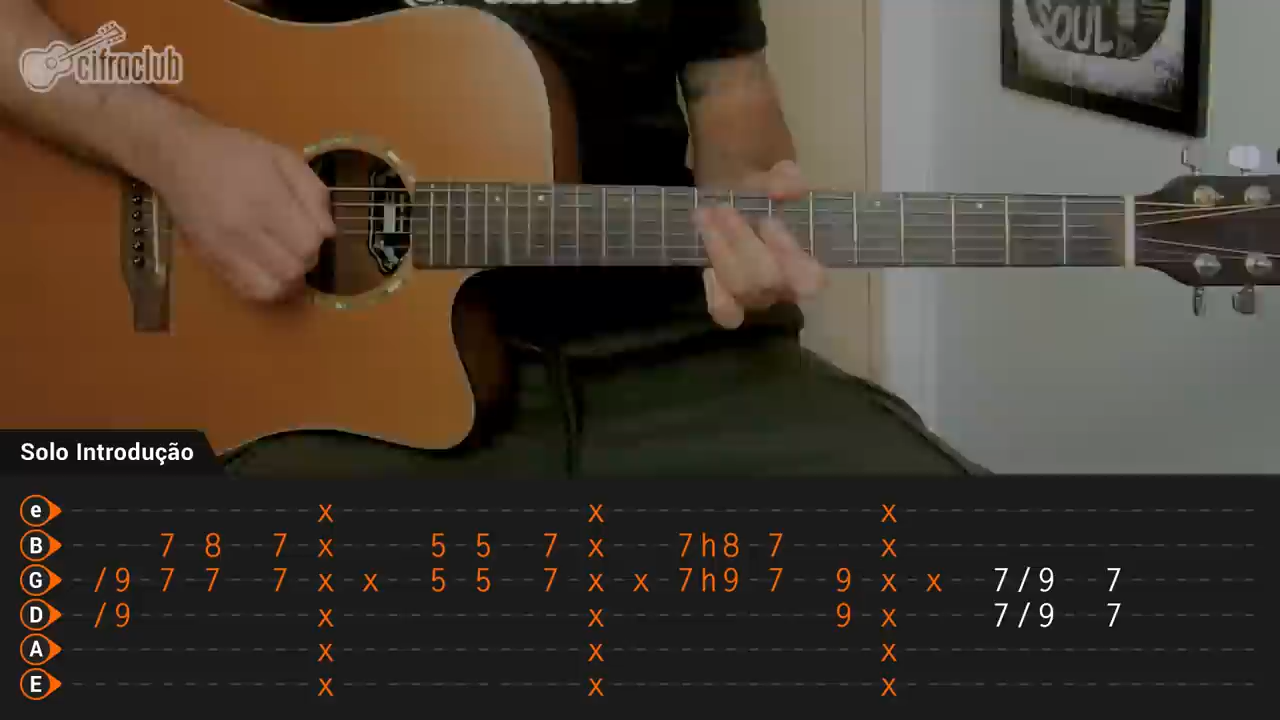 SOUL
cifraclub
Solo Introdução
e x x x
B 7 8 7 x 5 5 7 x 7h8 7 x
G /9 7 7 7 x x 5 5 7 x x 7h9 7 9 x x 7/9 7
D /9 x x 9 x 7/9 7
A x x x
E x x x